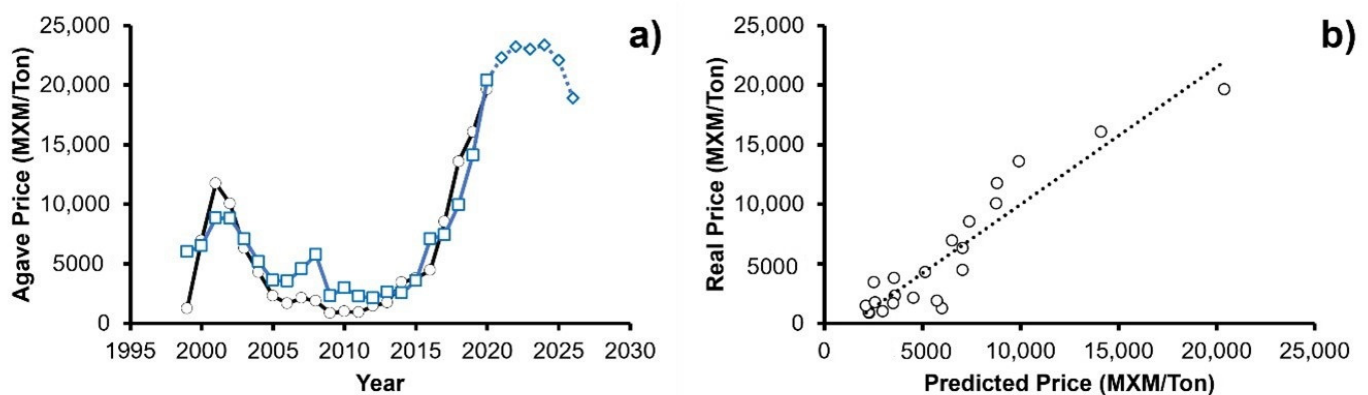 a)
Agave Price (MXM/Ton)
25,000
20,000
15,000
10,000
5000
0
1995 2000 2005 2010 2015 2020 2025 2030
Year
b)
Real Price (MXM/Ton)
25,000
20,000
15,000
10,000
5000
0
0 5000 10,000 15,000 20,000 25,000
Predicted Price (MXM/Ton)